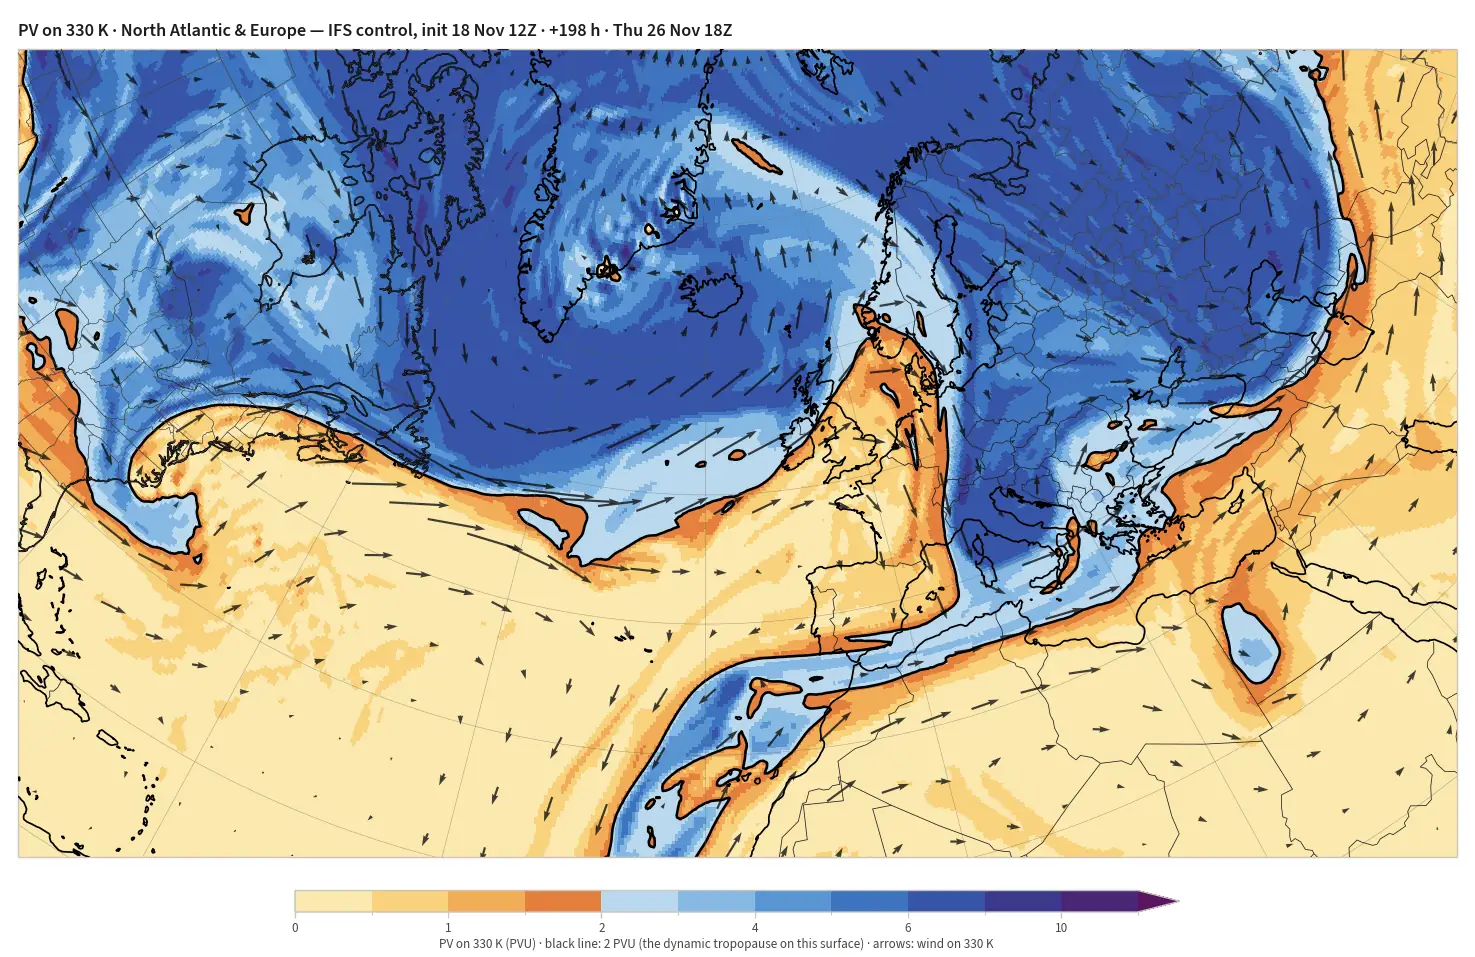 PV on 330 K · North Atlantic & Europe — IFS control, init 18 Nov 12Z · +198 h · Thu 26 Nov 18Z
0 1 2 4 6 10
PV on 330 K (PVU) · black line: 2 PVU (the dynamic tropopause on this surface) · arrows: wind on 330 K